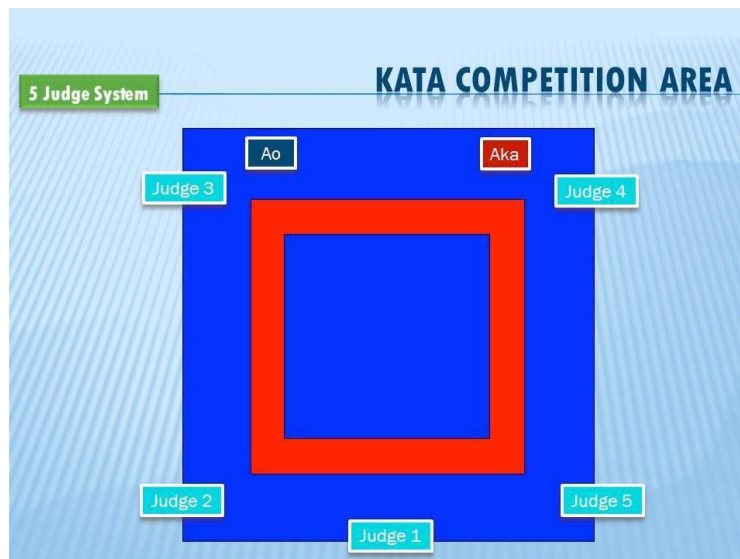 KATA COMPETITION AREA
5 Judge System
Ao
Aka
Judge 3
Judge 4
Judge 2
Judge 5
Judge 1